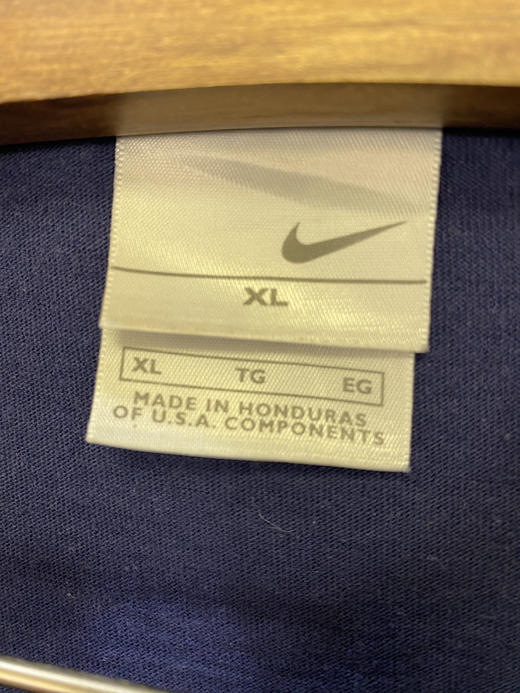 XL
XL TG EG
MADE IN HONDURAS
OF U.S.A. COMPONENTS